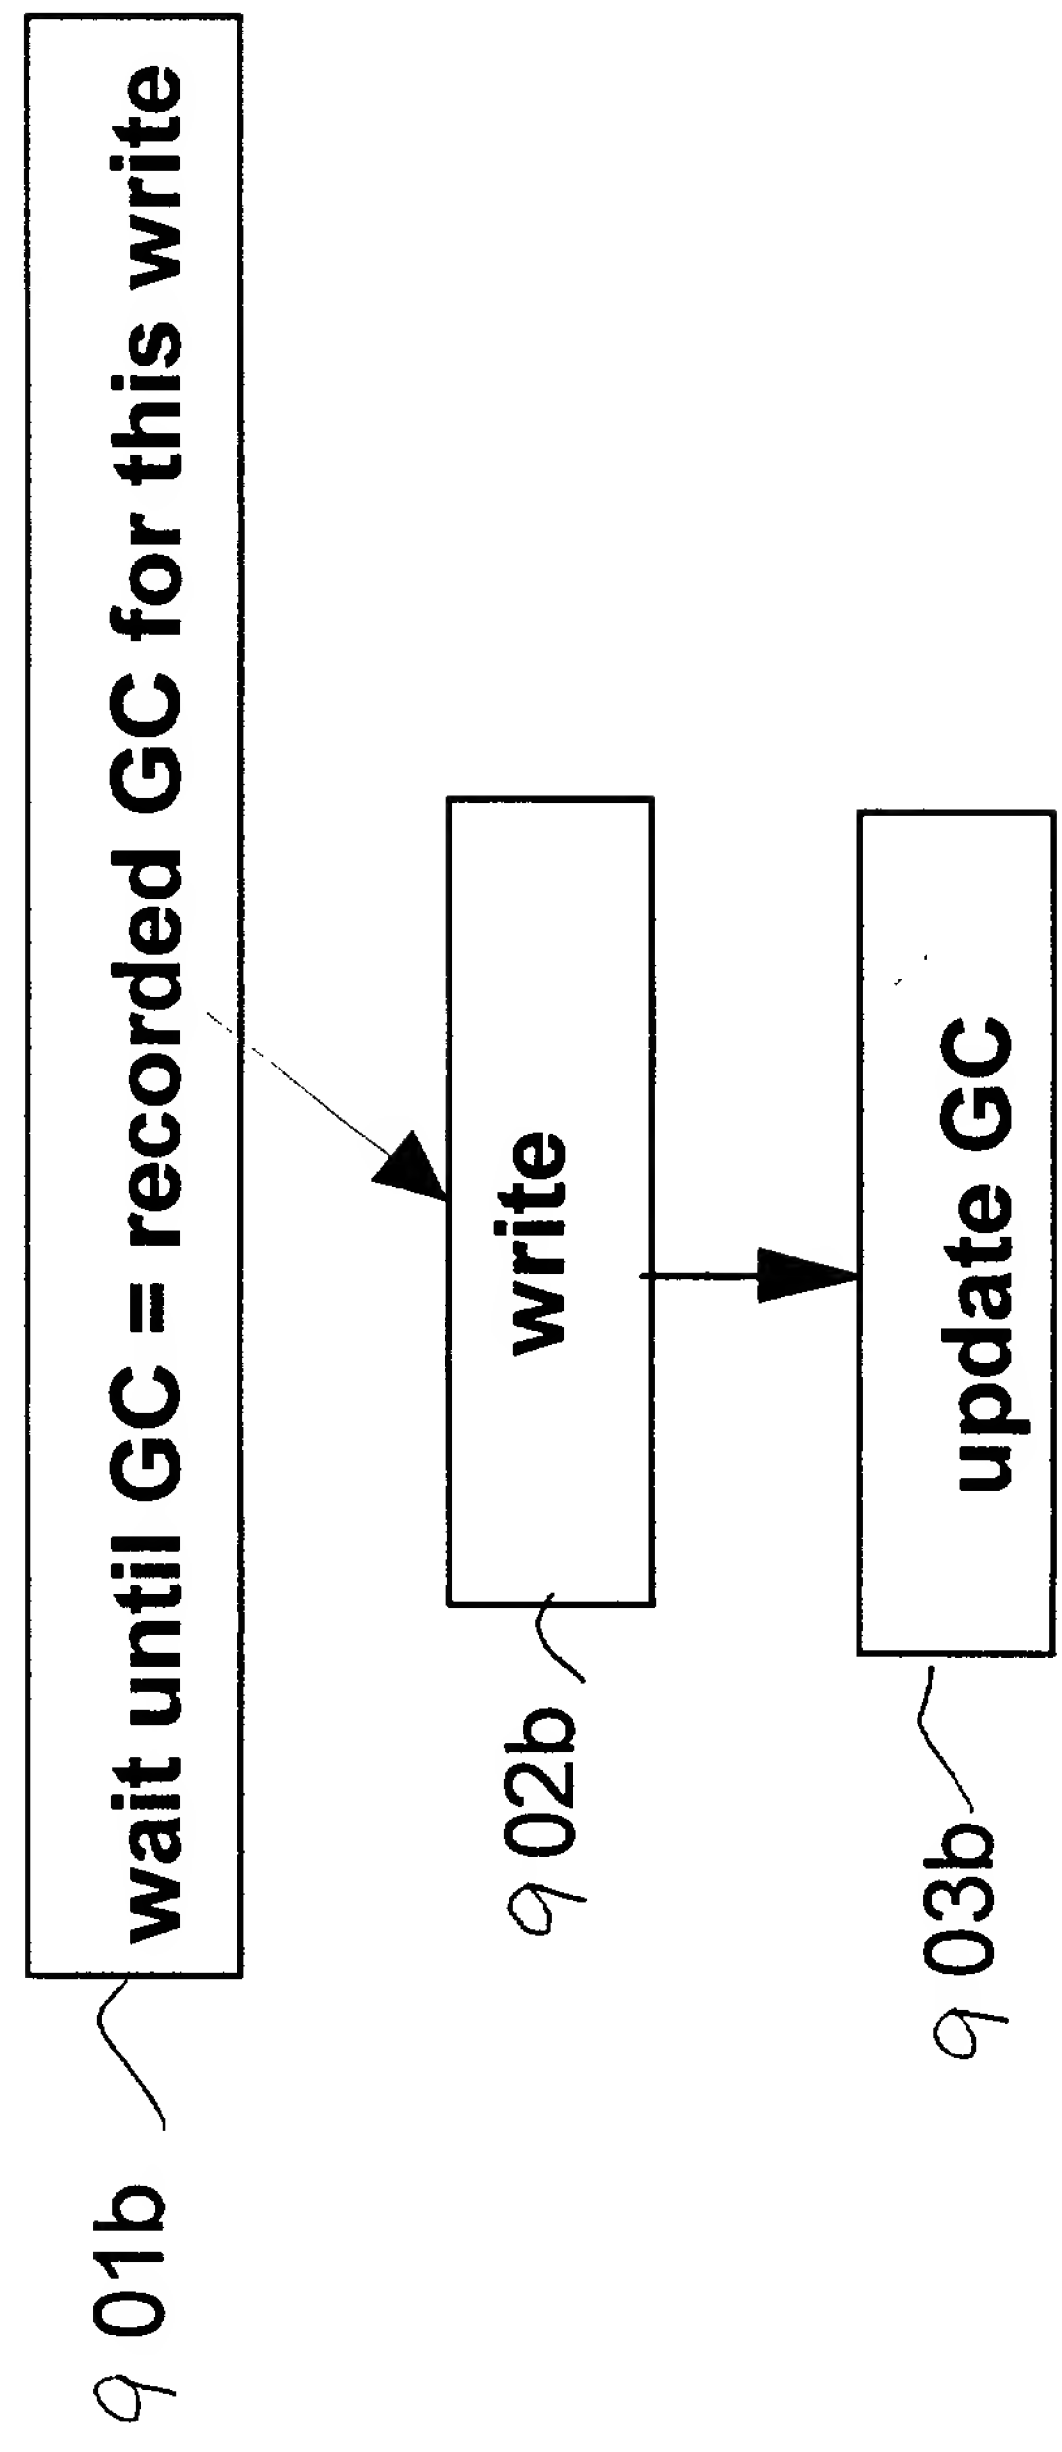 wait until GC = recorded GC for this write
901b
write
902b
update GC
903b